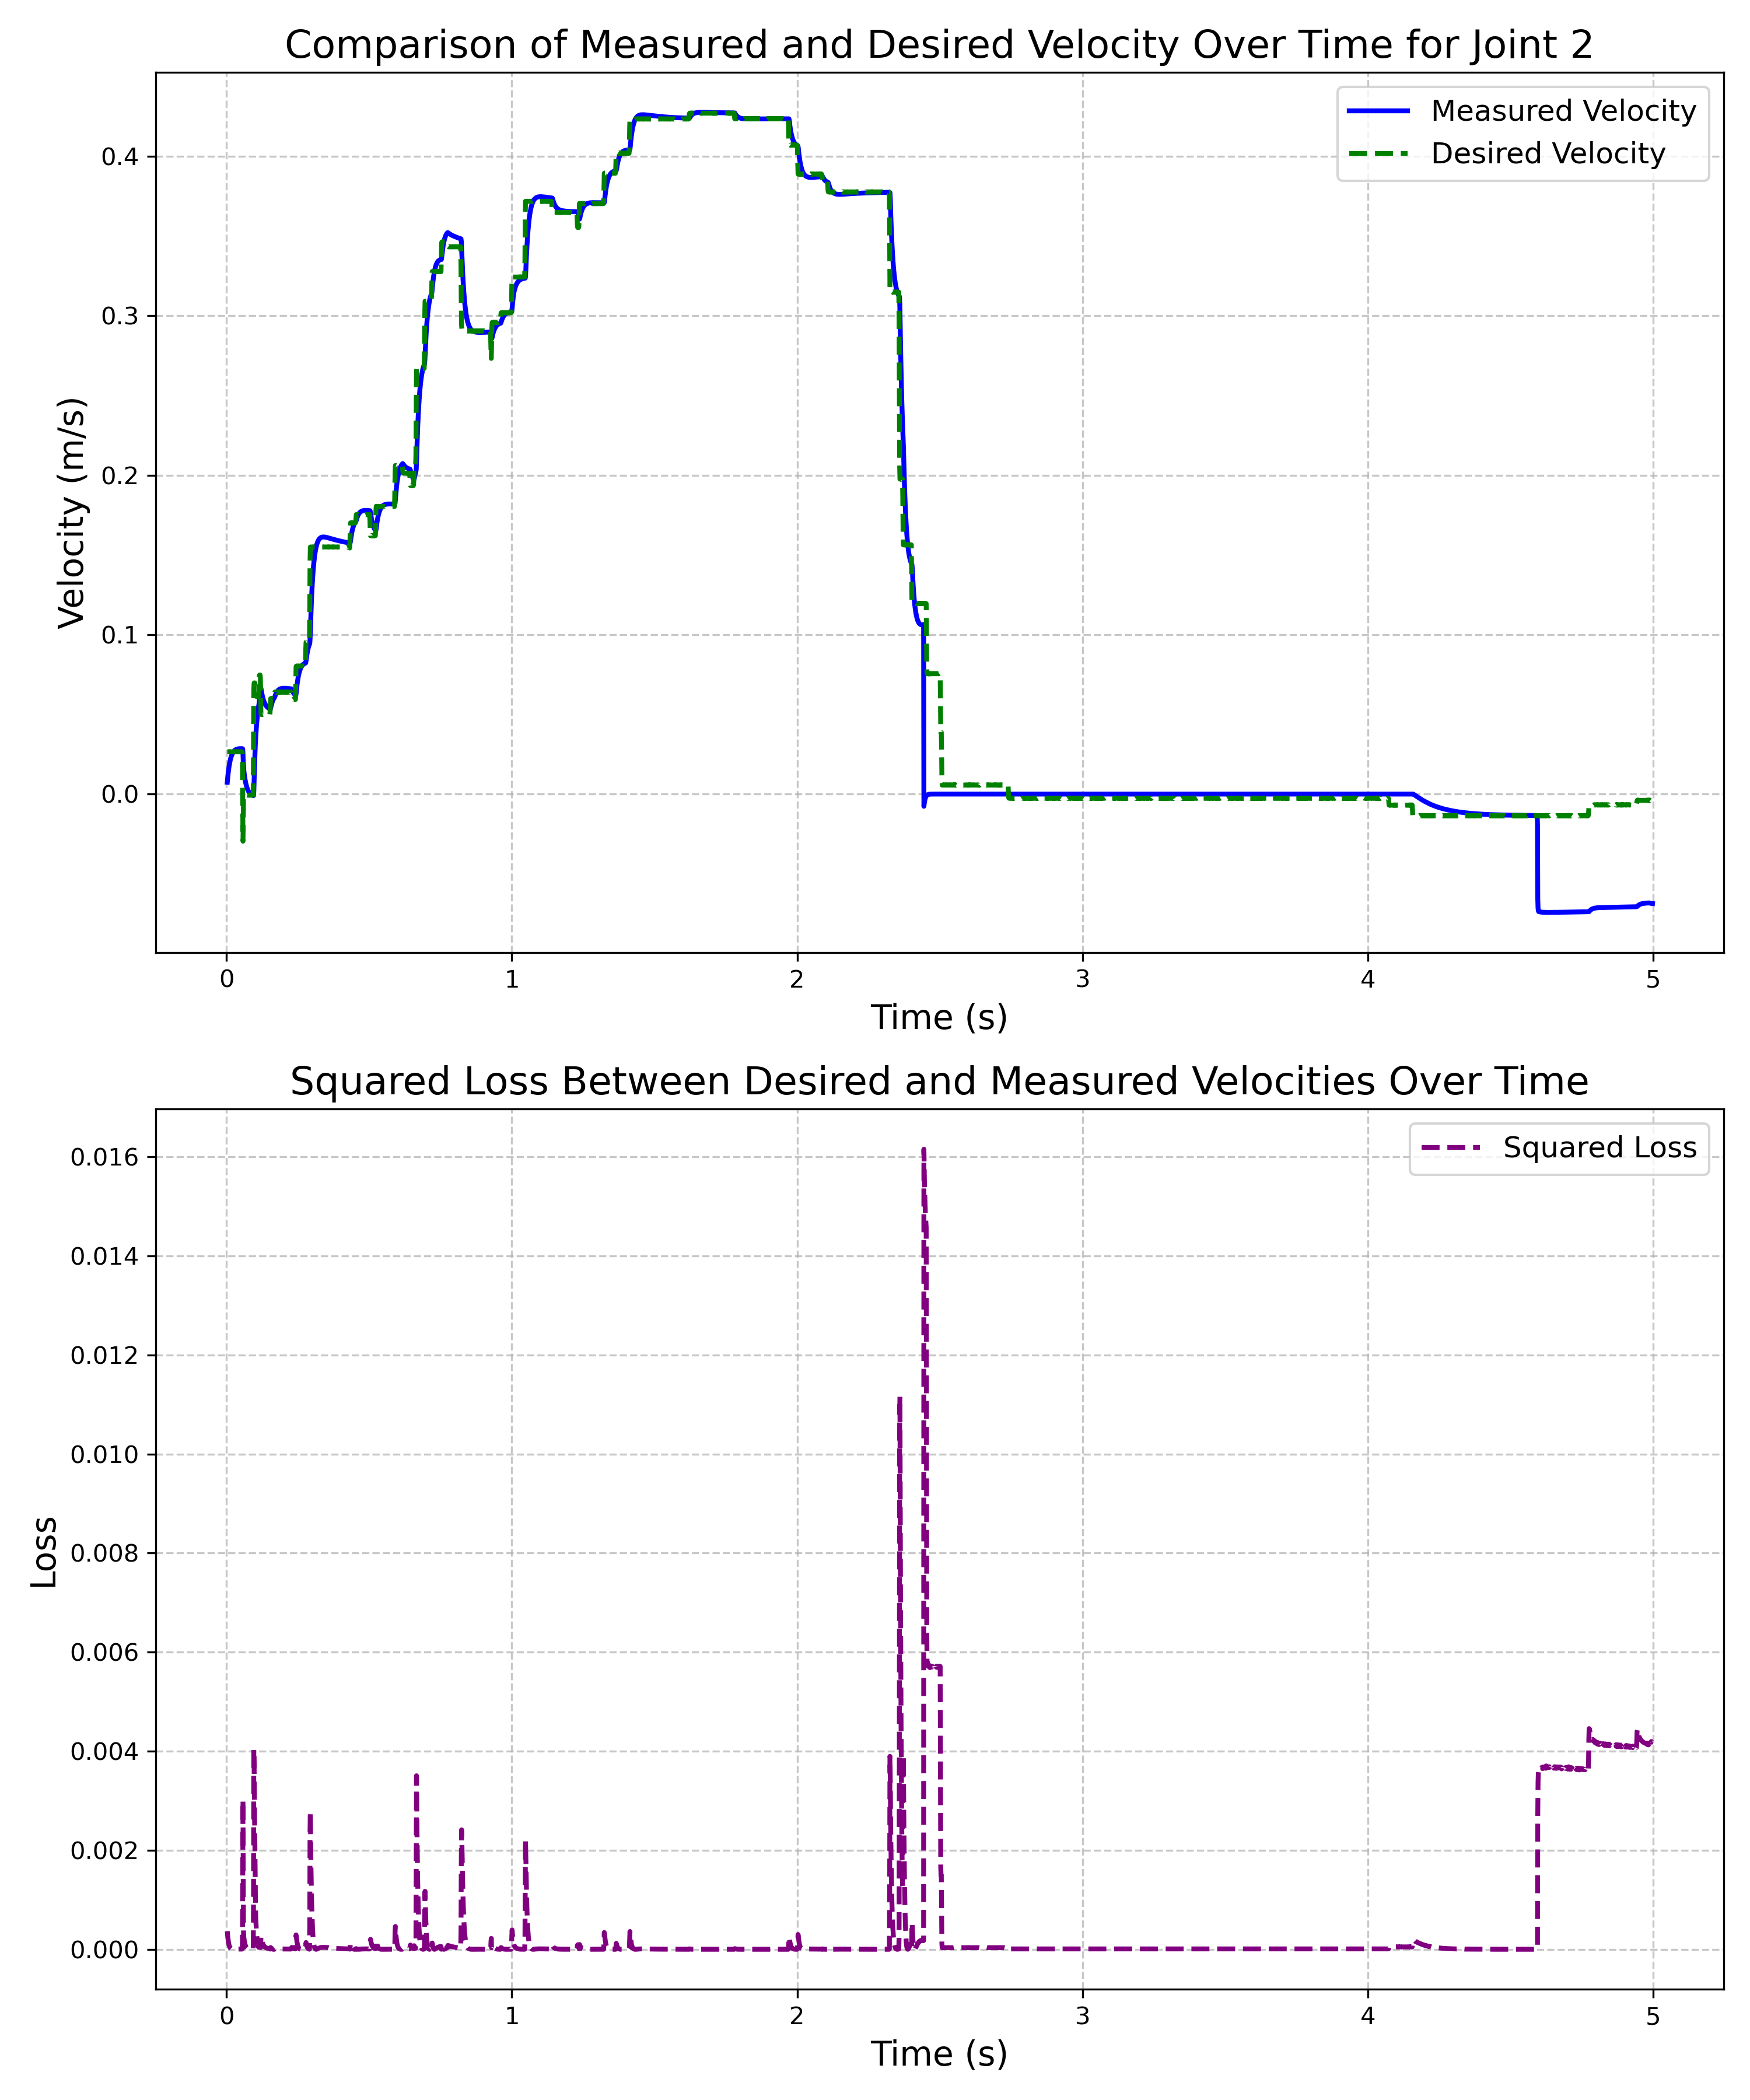 Comparison of Measured and Desired Velocity Over Time for Joint 2
Measured Velocity
Desired Velocity
Velocity (m/s)
0.4
0.3
0.2
0.1
0.0
0 1 2 3 4 5
Time (s)
Squared Loss Between Desired and Measured Velocities Over Time
Squared Loss
Loss
0.016
0.014
0.012
0.010
0.008
0.006
0.004
0.002
0.000
0 1 2 3 4 5
Time (s)